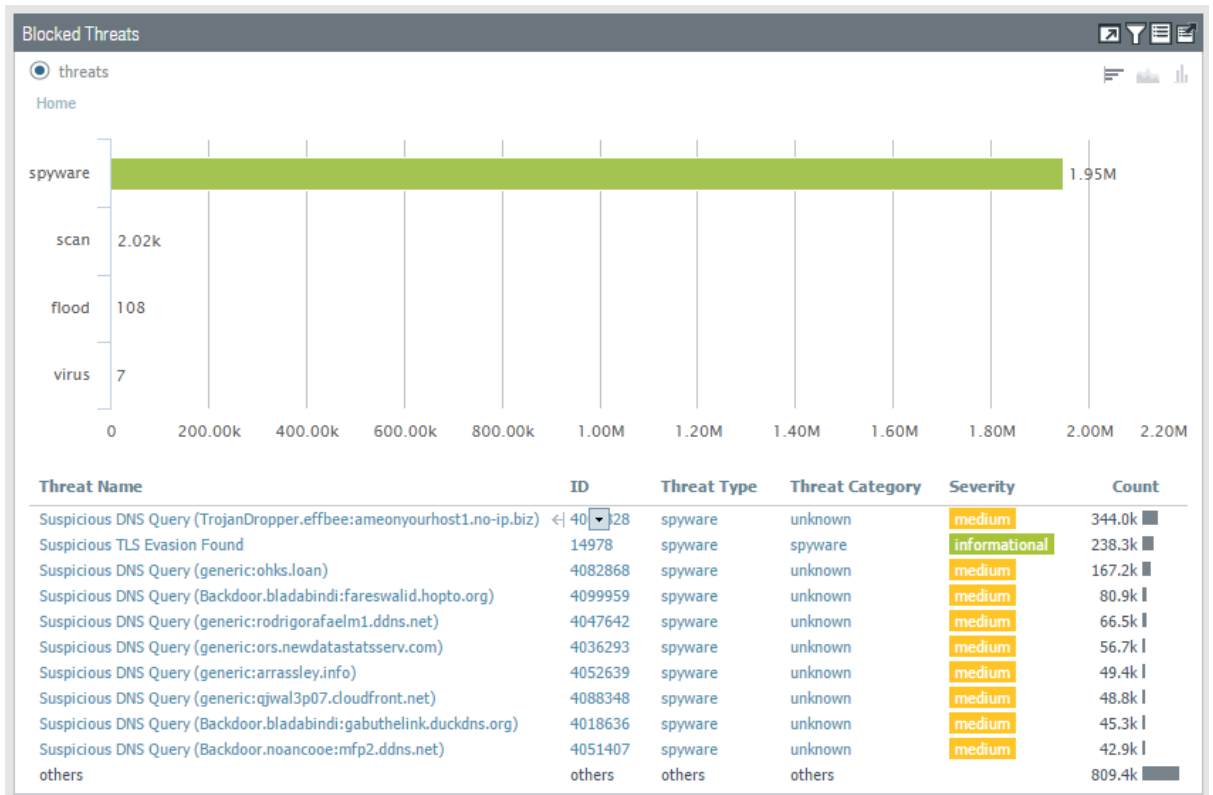 Blocked Threats
threats
Home
spyware 1.95M
scan 2.02k
flood 108
virus 7
0 200.00k 400.00k 600.00k 800.00k 1.00M 1.20M 1.40M 1.60M 1.80M 2.00M 2.20M
Threat Name ID Threat Type Threat Category Severity Count
Suspicious DNS Query (TrojanDropper.effbee:ameonyourhost1.no-ip.biz) spyware unknown medium 344.0k
Suspicious TLS Evasion Found 14978 spyware spyware informational 238.3k
Suspicious DNS Query (generic:ohks.loan) 4082868 spyware unknown medium 167.2k
Suspicious DNS Query (Backdoor.bladabindi:fareswalid.hopto.org) 4099959 spyware unknown medium 80.9k
Suspicious DNS Query (generic:rodrigorafaelm1.ddns.net) 4047642 spyware unknown medium 66.5k
Suspicious DNS Query (generic:ors.newdatastatsserv.com) 4036293 spyware unknown medium 56.7k
Suspicious DNS Query (generic:arrassley.info) 4052639 spyware unknown medium 49.4k
Suspicious DNS Query (generic:qjwal3p07.cloudfront.net) 4088348 spyware unknown medium 48.8k
Suspicious DNS Query (Backdoor.bladabindi:gabuthelink.duckdns.org) 4018636 spyware unknown medium 45.3k
Suspicious DNS Query (Backdoor.noancooe:mfp2.ddns.net) 4051407 spyware unknown medium 42.9k
others others others others 809.4k